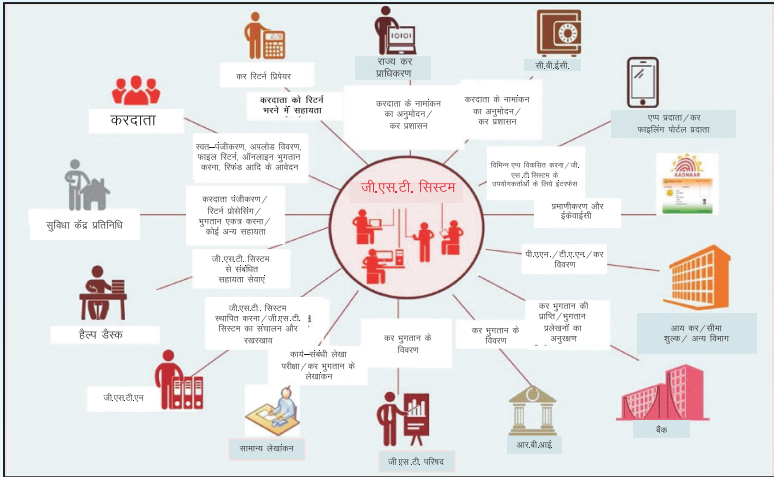 कर रिटर्न प्रिपेयर
करदाता को रिटर्न
भरने में सहायता
राज्य कर
प्राधिकरण
करदाता के नामांकन
का अनुमोदन/
कर प्रशासन
सी.बी.ई.सी.
करदाता के नामांकन
का अनुमोदन/
कर प्रशासन
एप्प प्रदाता/कर
फाइलिंग पोर्टल प्रदाता
विभिन्न एप्प विकसित करना/जी.
एस.टी सिस्टम के
उपयोगकर्ताओं के लिये इंटरफेस
करदाता
स्वत–पंजीकरण, अपलोड विवरण,
फाइल रिटर्न, ऑनलाइन भुगतान
करना, रिफंड आदि के आवेदन
जी.एस.टी. सिस्टम
AADHAAR
प्रमाणीकरण और
ईकेवाईसी
सुविधा केंद्र प्रतिनिधि
करदाता पंजीकरण/
रिटर्न प्रोसेसिंग/
भुगतान एकत्र करना/
कोई अन्य सहायता
पी.ए.एन./टी.ए.एन./कर
विवरण
आय कर/सीमा
शुल्क/ अन्य विभाग
हैल्प डैस्क
जी.एस.टी. सिस्टम
से संबंधित
सहायता सेवाएं
जी.एस.टी. सिस्टम
स्थापित करना/जी.एस.टी.
सिस्टम का संचालन और
रखरखाव
जी.एस.टी.एन
कार्य–संबंधी लेखा
परीक्षा/कर भुगतान के
लेखांकन
सामान्य लेखांकन
कर भुगतान के
विवरण
जी.एस.टी. परिषद
कर भुगतान के
विवरण
आर.बी.आई.
कर भुगतान की
प्राप्ति/भुगतान
प्रलेखनों का
अनुरक्षण
बैंक